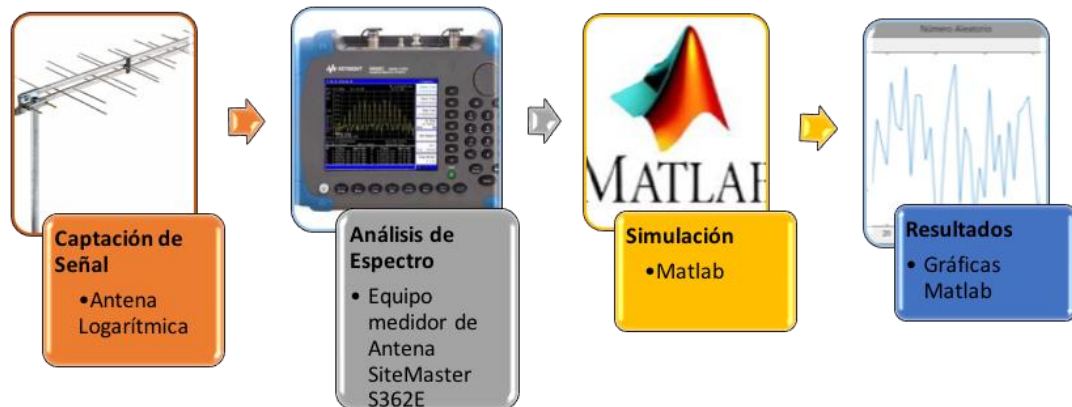 Captación de
Señal
•Antena
Logarítmica
KEYSIGHT
Análisis de
Espectro
• Equipo
medidor de
Antena
SiteMaster
S362E
MATLAB
Simulación
•Matlab
Número Aleatorio
Resultados
• Gráficas
Matlab